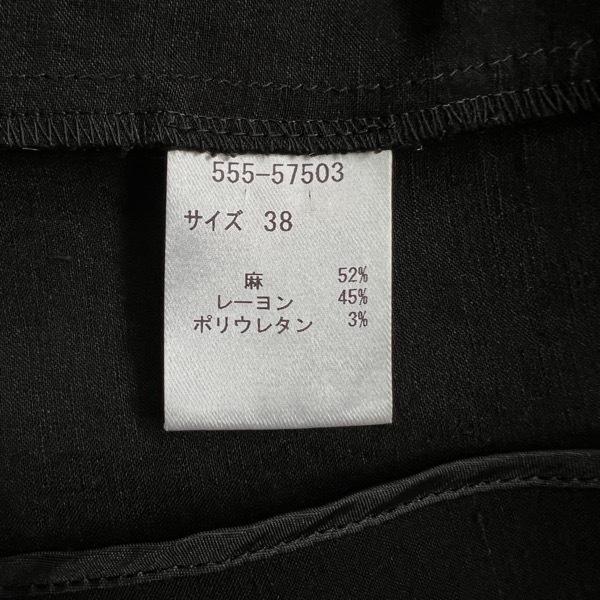 555-57503
サイズ 38
麻 52%
レーヨン 45%
ポリウレタン 3%